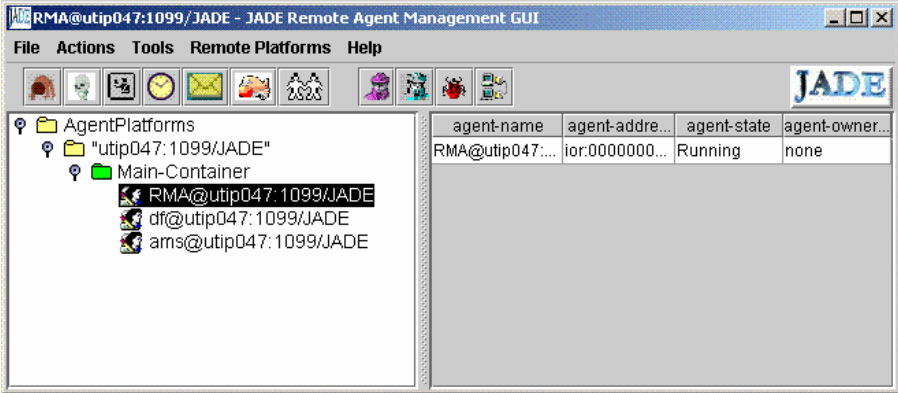 RMA@utip047:1099/JADE - JADE Remote Agent Management GUI
File Actions Tools Remote Platforms Help
JADE
AgentPlatforms
"utip047:1099/JADE"
Main-Container
RMA@utip047:1099/JADE
df@utip047:1099/JADE
ams@utip047:1099/JADE
agent-name agent-addre... agent-state agent-owner...
RMA@utip047:... ior:0000000... Running none